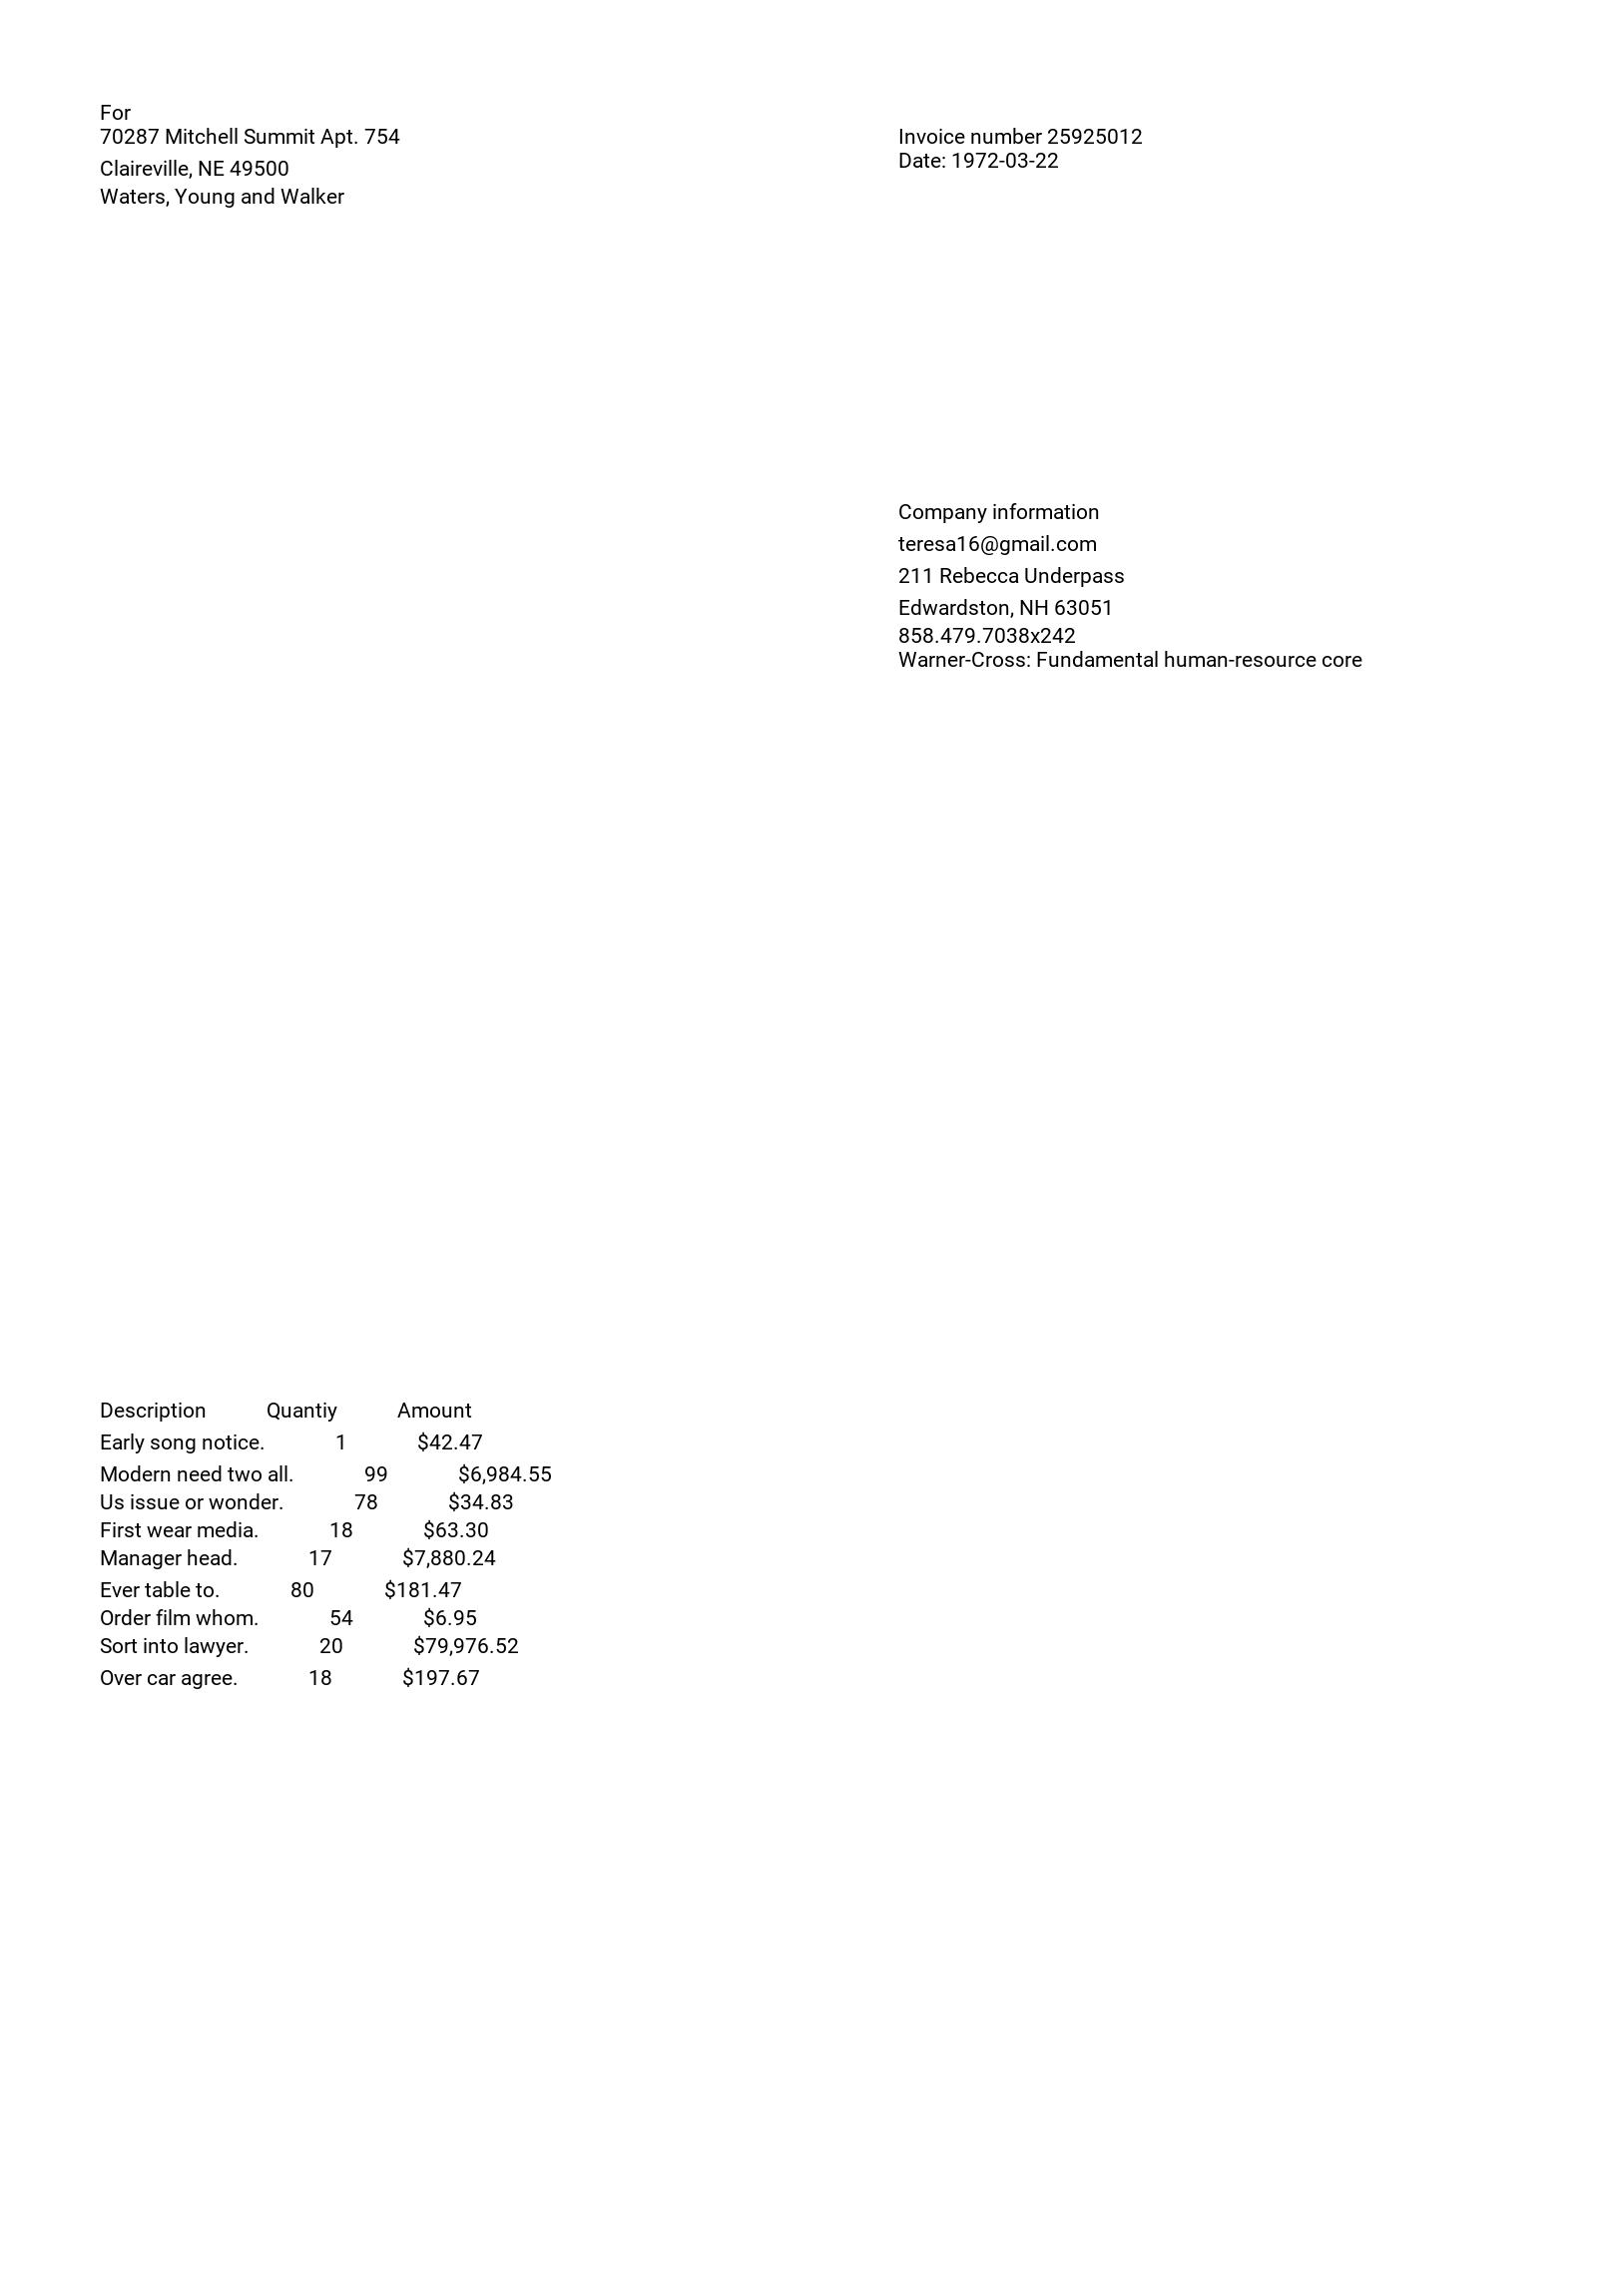 For
70287 Mitchell Summit Apt. 754
Claireville, NE 49500
Waters, Young and Walker
Invoice number 25925012
Date: 1972-03-22
Company information
teresa16@gmail.com
211 Rebecca Underpass
Edwardston, NH 63051
858.479.7038x242
Warner-Cross: Fundamental human-resource core
Description Quantiy Amount
Early song notice. 1 $42.47
Modern need two all. 99 $6,984.55
Us issue or wonder. 78 $34.83
First wear media. 18 $63.30
Manager head. 17 $7,880.24
Ever table to. 80 $181.47
Order film whom. 54 $6.95
Sort into lawyer. 20 $79,976.52
Over car agree. 18 $197.67